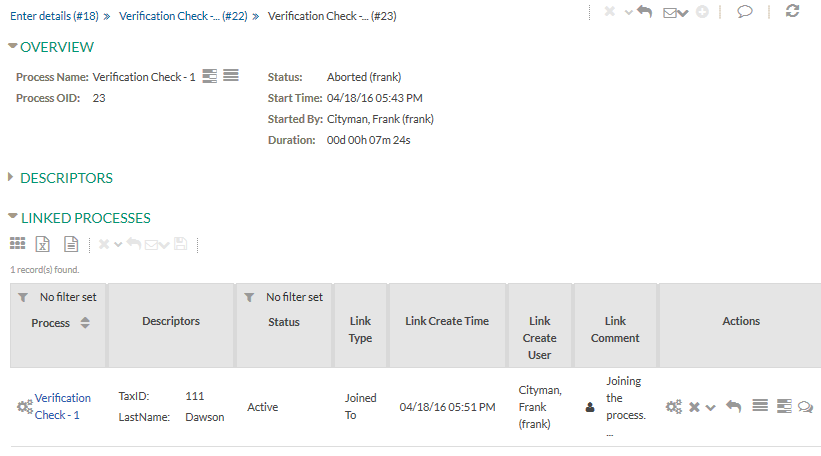 Enter details (#18) » Verification Check -... (#22) » Verification Check -... (#23)
OVERVIEW
Process Name: Verification Check - 1 Status: Aborted (frank)
Process OID: 23 Start Time: 04/18/16 05:43 PM
Started By: Cityman, Frank (frank)
Duration: 00d 00h 07m 24s
DESCRIPTORS
LINKED PROCESSES
1 record(s) found.
No filter set No filter set
Process Descriptors Status Link Type Link Create Time Link Create User Link Comment Actions
Verification Check - 1
TaxID: 111
LastName: Dawson
Active
Joined To
04/18/16 05:51 PM
Cityman,
Frank
(frank)
Joining
the
process.
...